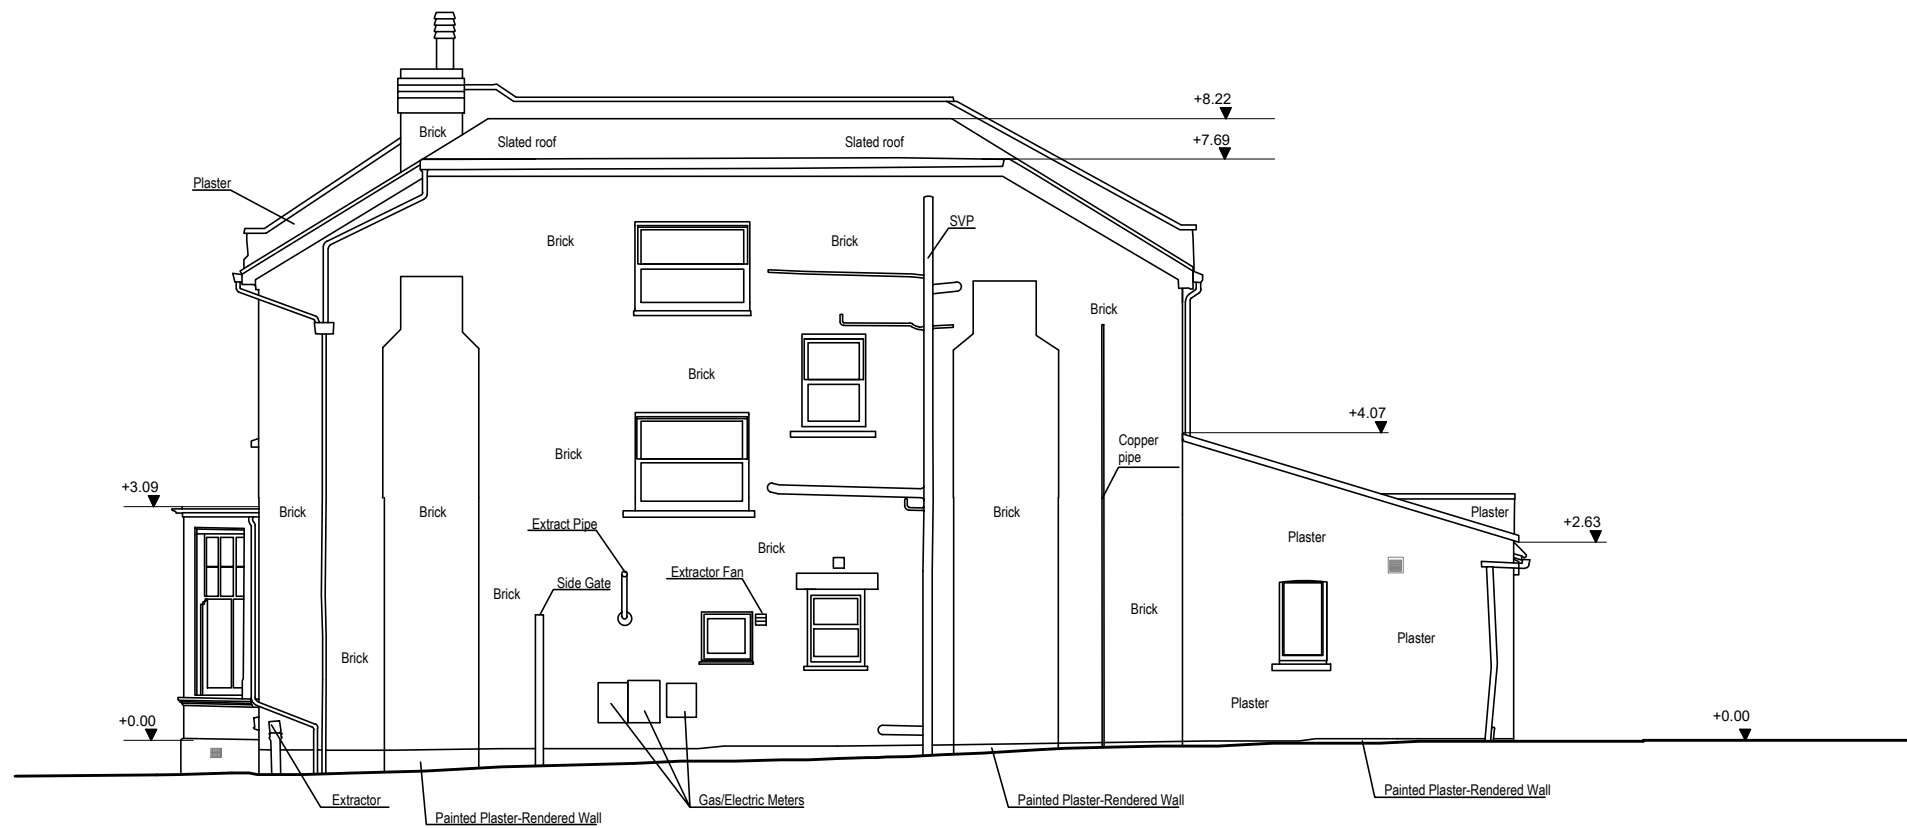 +8.22
Brick
Slated roof
Slated roof
+7.69
Plaster
SVP
Brick
Brick
Brick
Brick
+4.07
Copper
pipe
Brick
+3.09
Brick
Brick
Brick
Plaster
Extract Pipe
+2.63
Plaster
Brick
Extractor Fan
Side Gate
Brick
Brick
Plaster
Brick
Plaster
+0.00
+0.00
Extractor
Gas/Electric Meters
Painted Plaster-Rendered Wall
Painted Plaster-Rendered Wall
Painted Plaster-Rendered Wall